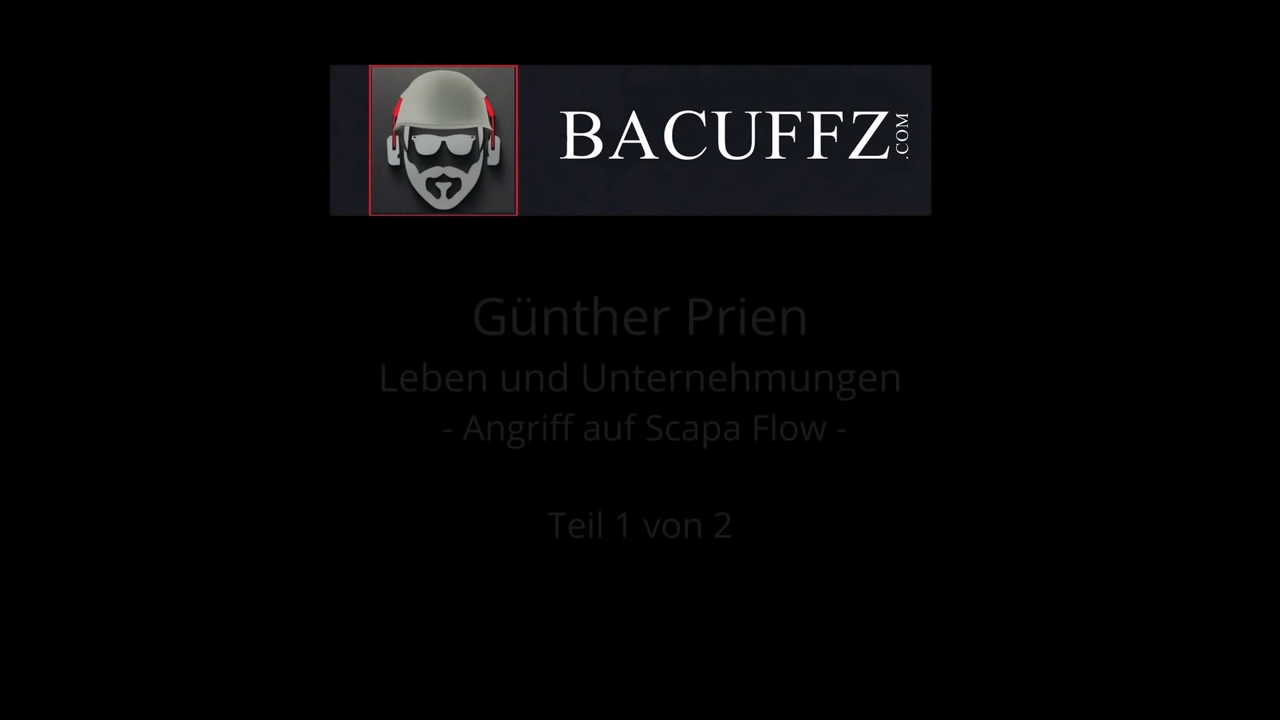 BACUFFZ.COM
Günther Prien
Leben und Unternehmungen
- Angriff auf Scapa Flow -
Teil 1 von 2